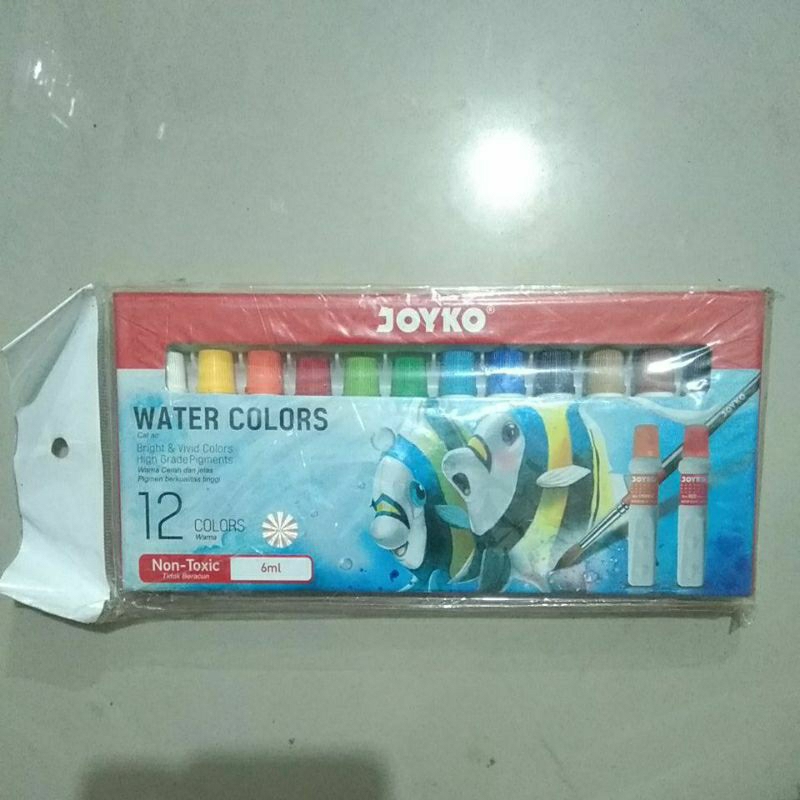 JOYKO®
WATER COLORS
Cat air
Bright & Vivid Colors
High Grade Pigments
Warna Cerah dan jelas
Pigmen berkualitas tinggi
12 COLORS
Warna
Non-Toxic
Tidak Beracun
6ml
JOYKO
JOYKO
JOYKO